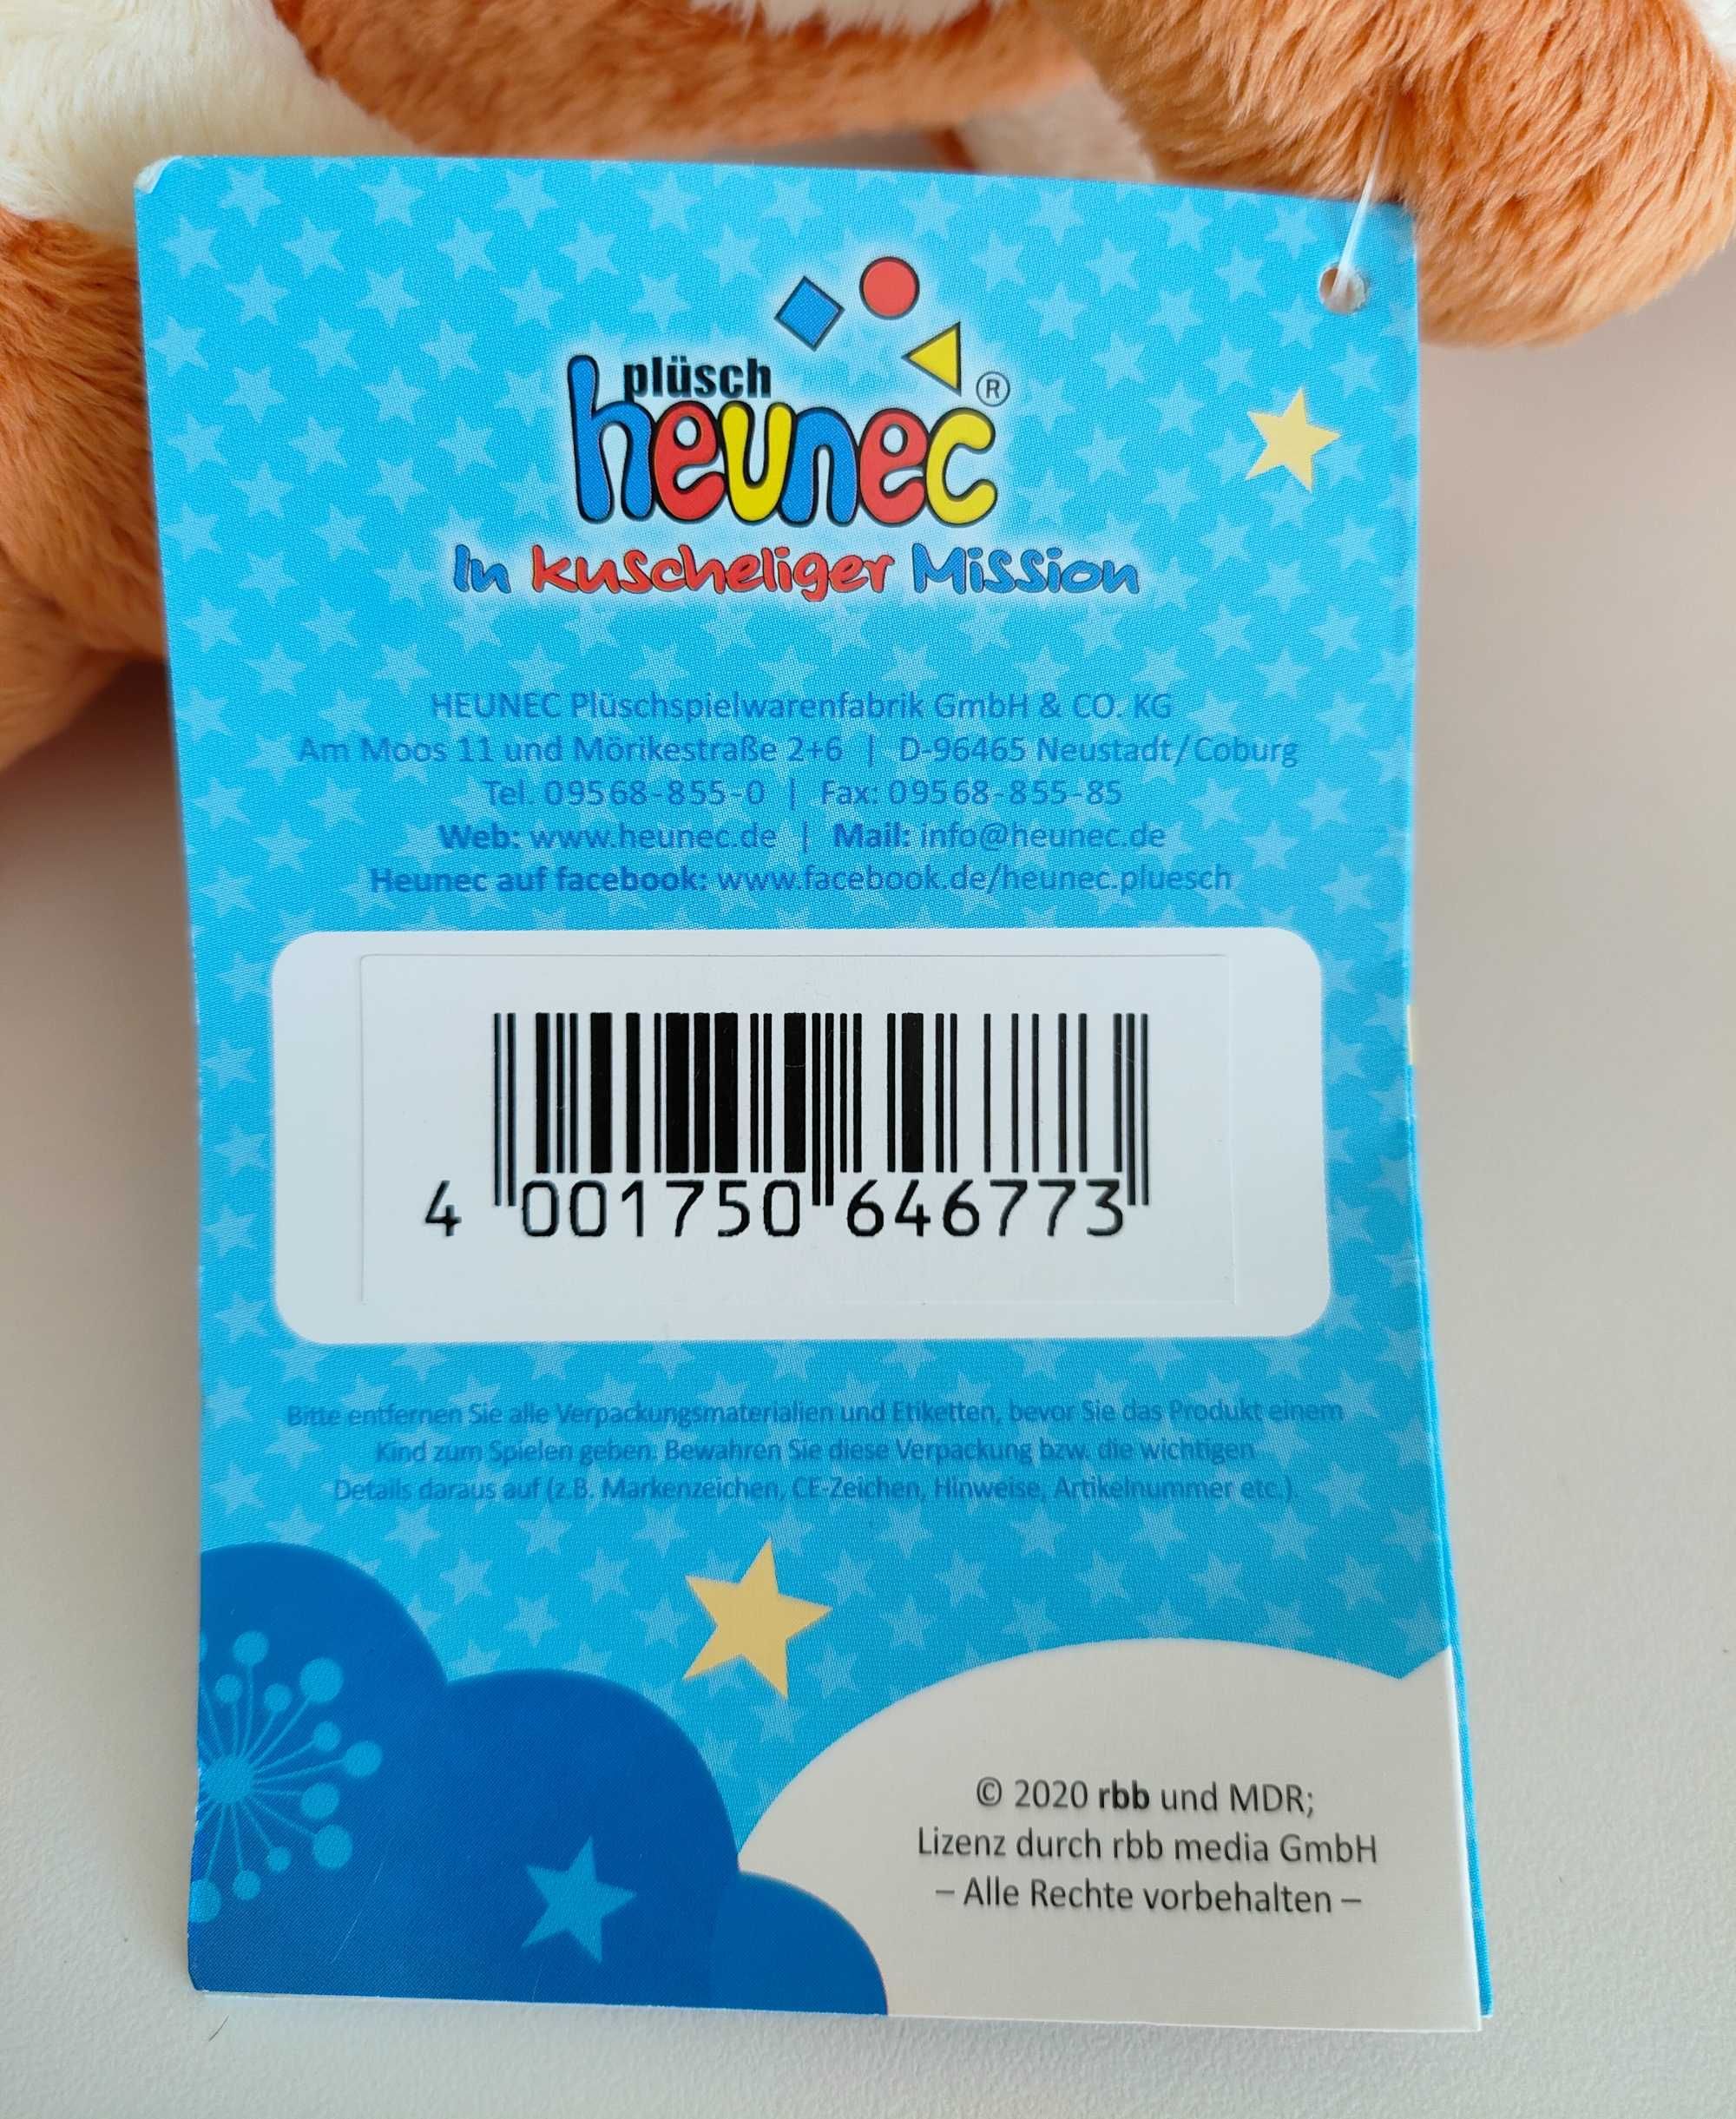 plüsch
heunec®
In kuscheliger Mission
HEUNEC Plüschspielwarenfabrik GmbH & CO. KG
Am Moos 11 und Mörikestraße 2+6 | D-96465 Neustadt/Coburg
Tel. 09568-855-0 | Fax: 09568-855-85
Web: www.heunec.de | Mail: info@heunec.de
Heunec auf facebook: www.facebook.de/heunec.pluesch
4 001750 646773
Bitte entfernen Sie alle Verpackungsmaterialien und Etiketten, bevor Sie das Produkt einem
Kind zum Spielen geben. Bewahren Sie diese Verpackung bzw. die wichtigen
Details daraus auf (z.B. Markenzeichen, CE-Zeichen, Hinweise, Artikelnummer etc.).
© 2020 rbb und MDR;
Lizenz durch rbb media GmbH
– Alle Rechte vorbehalten –